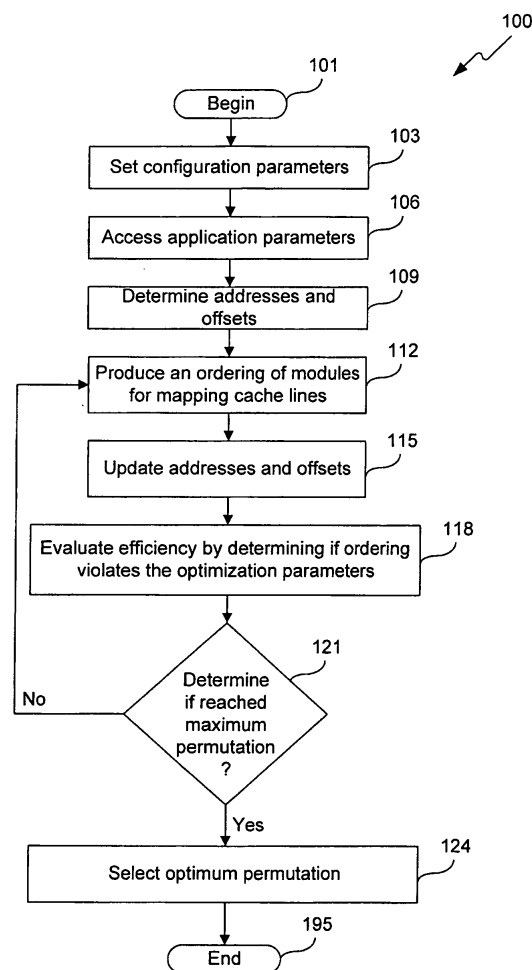 100
101
Begin
103
Set configuration parameters
106
Access application parameters
109
Determine addresses and
offsets
112
Produce an ordering of modules
for mapping cache lines
115
Update addresses and offsets
118
Evaluate efficiency by determining if ordering
violates the optimization parameters
121
Determine
if reached
maximum
permutation
?
No
Yes
124
Select optimum permutation
195
End